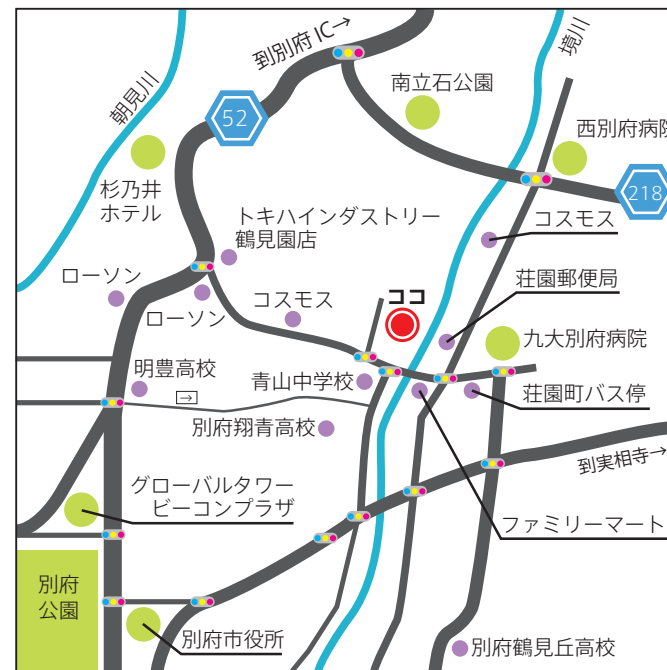 到別府IC→
境川
朝見川
52
南立石公園
西別府病院
218
杉乃井
ホテル
トキハインダストリー
鶴見園店
コスモス
ローソン
ローソン
コスモス
ココ
荘園郵便局
九大別府病院
明豊高校
→
青山中学校
荘園町バス停
別府翔青高校
到実相寺→
グローバルタワー
ビーコンプラザ
ファミリーマート
別府
公園
別府市役所
別府鶴見丘高校